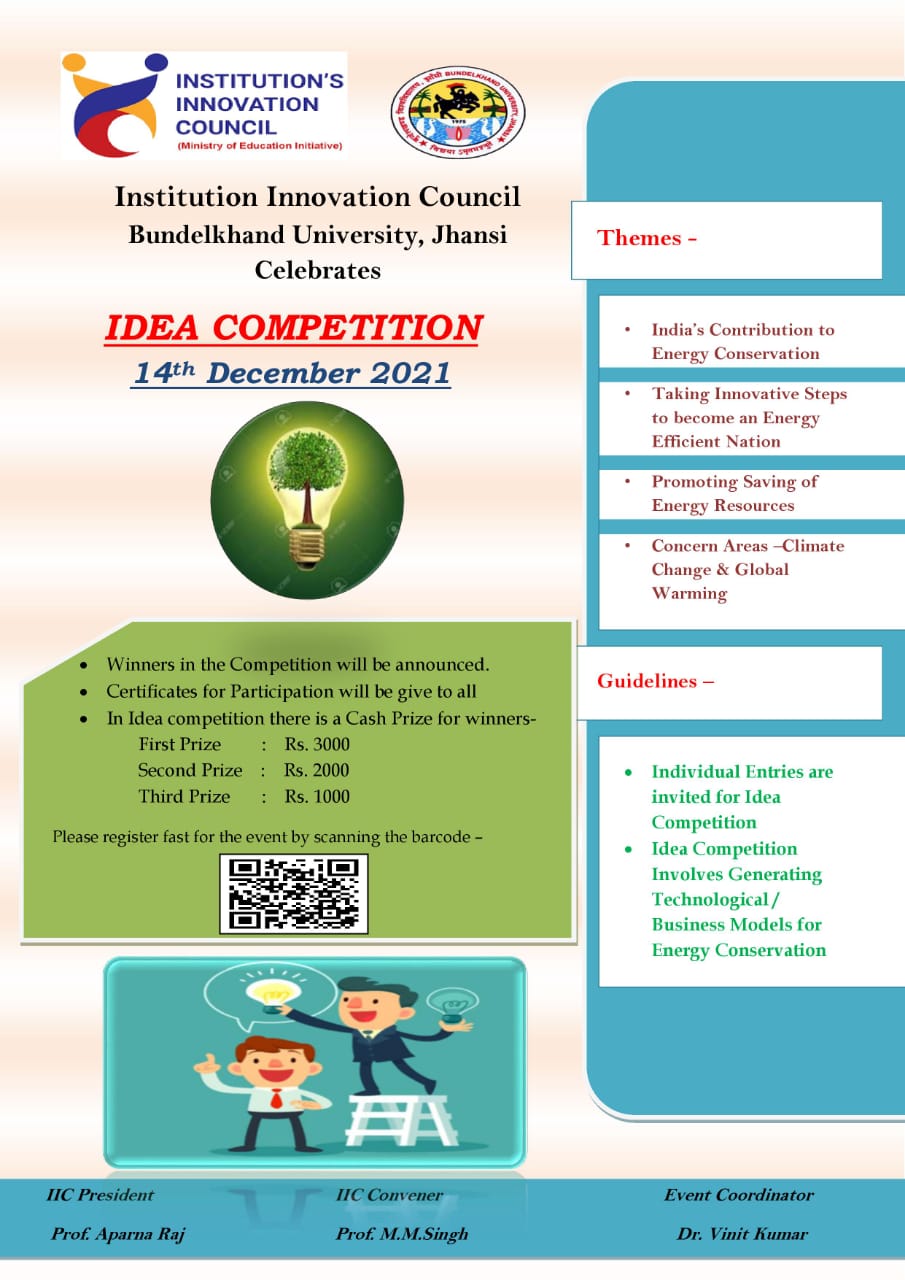 INSTITUTION'S
INNOVATION
COUNCIL
(Ministry of Education Initiative)
BUNDELKHAND UNIVERSITY, JHANSI
1975
Institution Innovation Council
Bundelkhand University, Jhansi
Celebrates
IDEA COMPETITION
14th December 2021
• Winners in the Competition will be announced.
• Certificates for Participation will be give to all
• In Idea competition there is a Cash Prize for winners-
First Prize : Rs. 3000
Second Prize : Rs. 2000
Third Prize : Rs. 1000
Please register fast for the event by scanning the barcode –
Themes -
• India's Contribution to
Energy Conservation
• Taking Innovative Steps
to become an Energy
Efficient Nation
• Promoting Saving of
Energy Resources
• Concern Areas –Climate
Change & Global
Warming
Guidelines –
• Individual Entries are
invited for Idea
Competition
• Idea Competition
Involves Generating
Technological /
Business Models for
Energy Conservation
IIC President IIC Convener Event Coordinator
Prof. Aparna Raj Prof. M.M.Singh Dr. Vinit Kumar